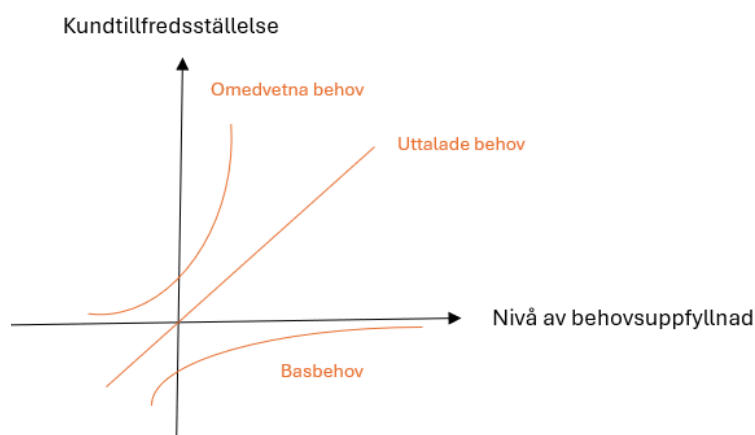 Kundtillfredsställelse
Omedvetna behov
Uttalade behov
Nivå av behovsuppfyllnad
Basbehov